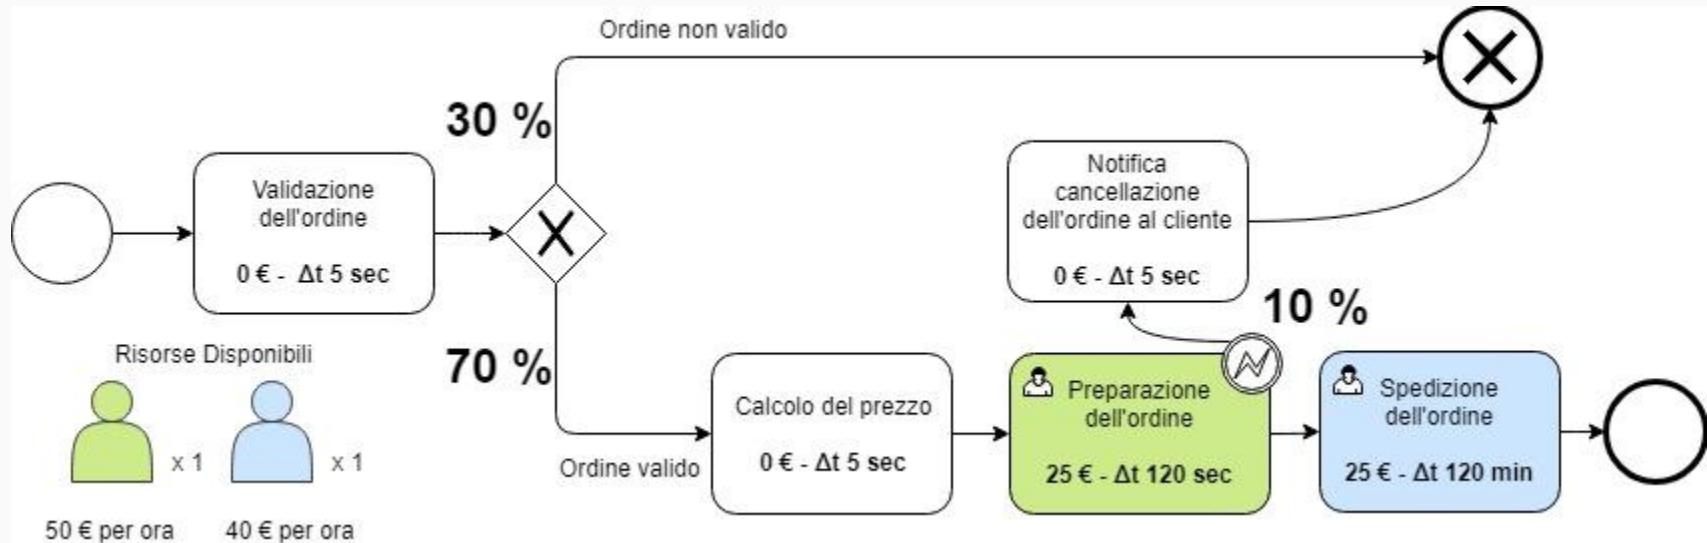 Ordine non valido
30 %
Validazione
dell'ordine
0 € - Δt 5 sec
Notifica
cancellazione
dell'ordine al cliente
0 € - Δt 5 sec
10 %
Risorse Disponibili
x 1
x 1
50 € per ora
40 € per ora
70 %
Ordine valido
Calcolo del prezzo
0 € - Δt 5 sec
Preparazione
dell'ordine
25 € - Δt 120 sec
Spedizione
dell'ordine
25 € - Δt 120 min